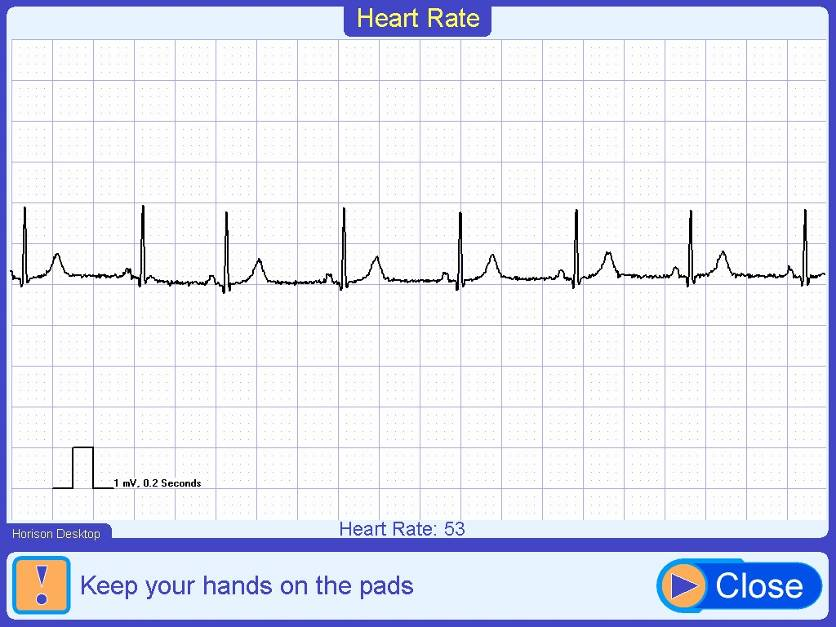 Heart Rate
1 mV, 0.2 Seconds
Heart Rate: 53
Horison Desktop
Keep your hands on the pads
Close